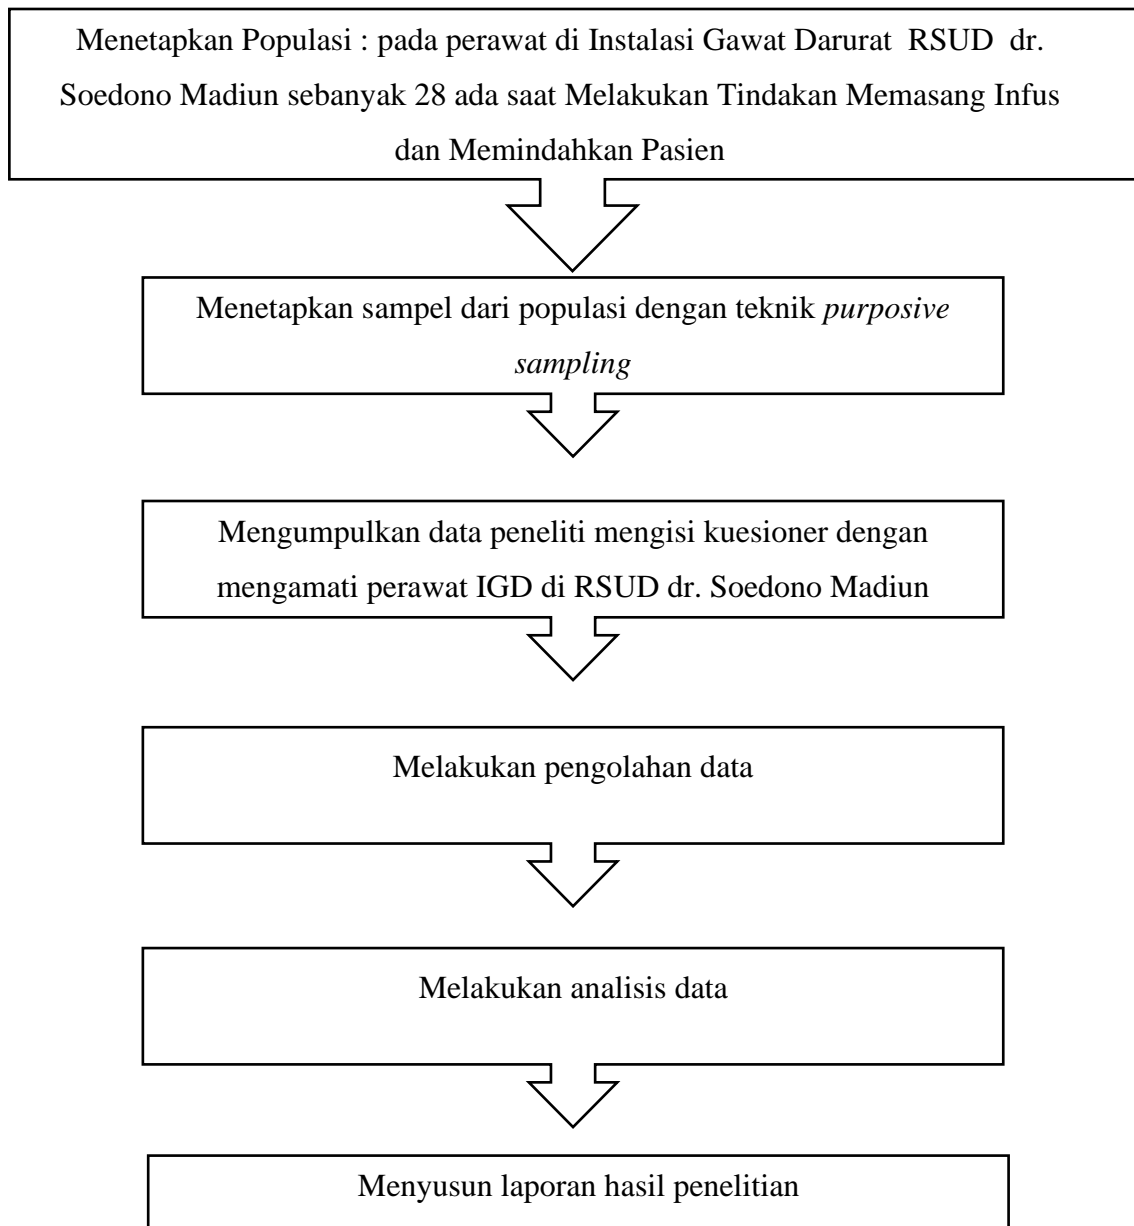 Menetapkan Populasi : pada perawat di Instalasi Gawat Darurat RSUD dr.
Soedono Madiun sebanyak 28 ada saat Melakukan Tindakan Memasang Infus
dan Memindahkan Pasien
Menetapkan sampel dari populasi dengan teknik purposive
sampling
Mengumpulkan data peneliti mengisi kuesioner dengan
mengamati perawat IGD di RSUD dr. Soedono Madiun
Melakukan pengolahan data
Melakukan analisis data
Menyusun laporan hasil penelitian